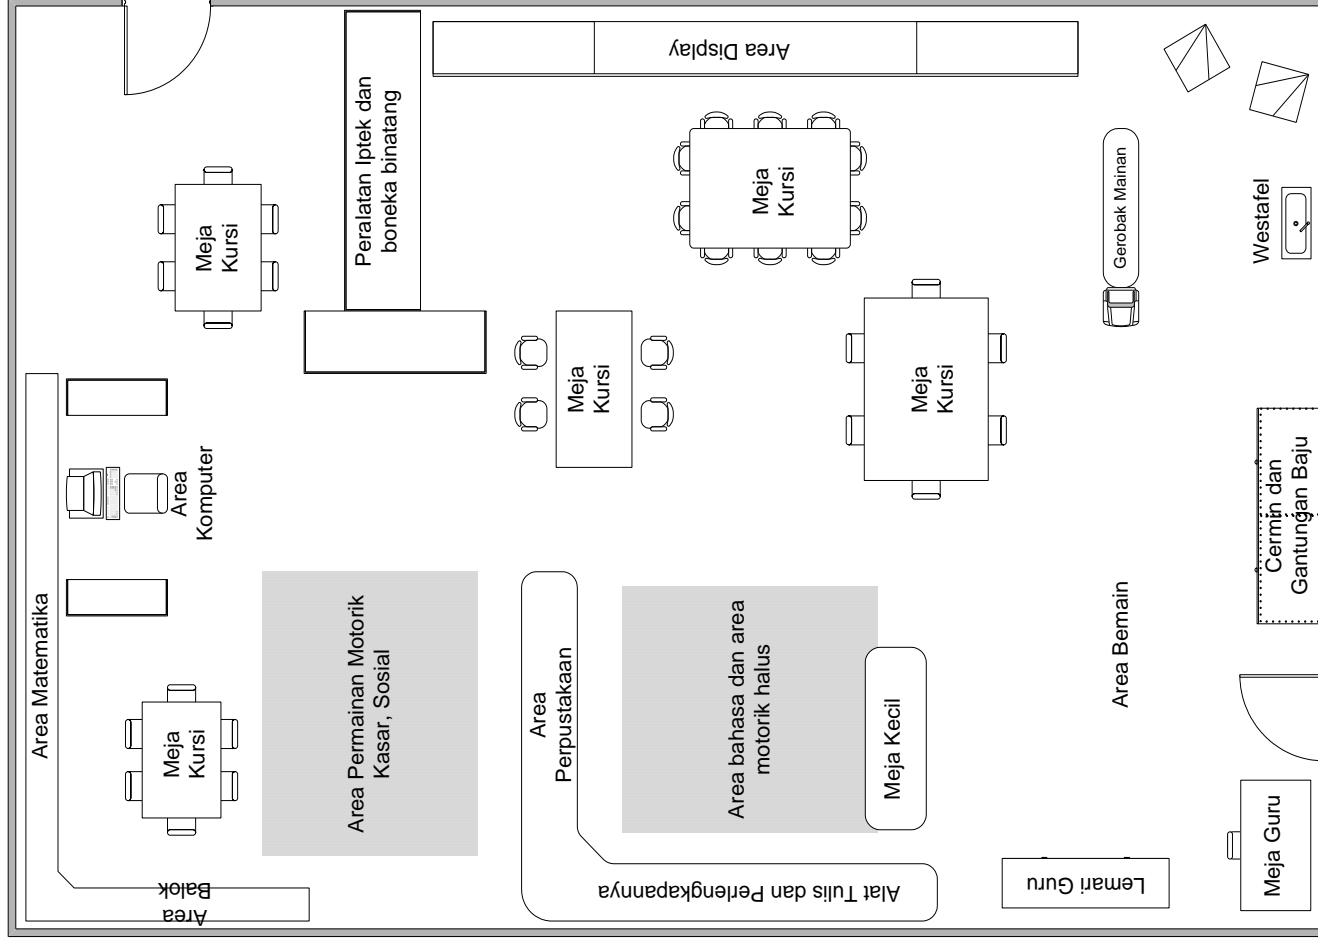 Area Display
Peralatan Iptek dan
boneka binatang
Meja
Kursi
Meja
Kursi
Gerobak Mainan
Westafel
Meja
Kursi
Meja
Kursi
Area
Komputer
Cermin dan
Gantungan Baju
Area Matematika
Area Permainan Motorik
Kasar, Sosial
Area
Perpustakaan
Area bahasa dan area
motorik halus
Area Bemain
Meja
Kursi
Meja Kecil
Meja Guru
Area
Balok
Alat Tulis dan Perlengkapannya
Lemari Guru